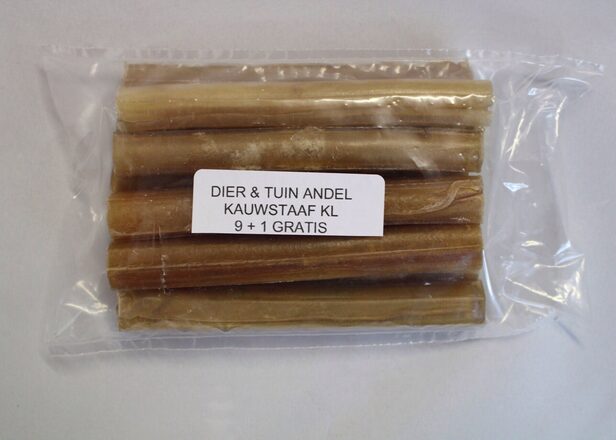 DIER & TUIN ANDEL
KAUWSTAAF KL
9 + 1 GRATIS